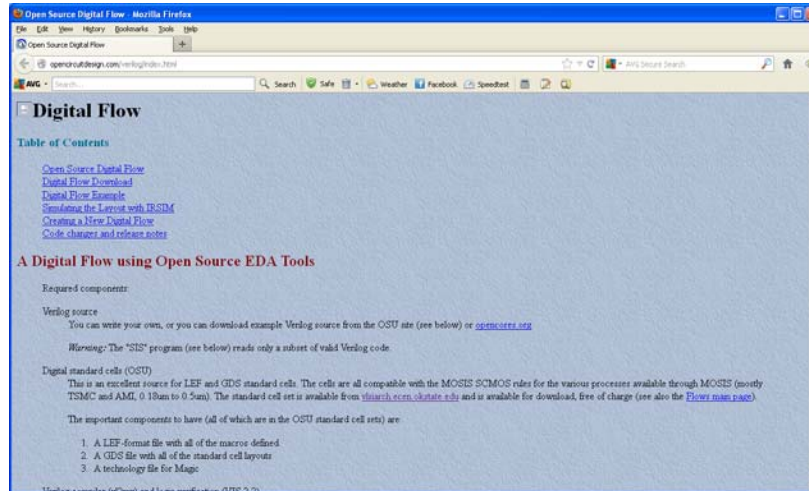 Open Source Digital Flow - Mozilla Firefox
File Edit View History Bookmarks Tools Help
Open Source Digital Flow +
opencircuitdesign.com/verilog/index.html
AVG Secure Search
AVG Search... Search Safe Weather Facebook Speedtest
Digital Flow
Table of Contents
Open Source Digital Flow
Digital Flow Download
Digital Flow Example
Simulating the Layout with IRSIM
Creating a New Digital Flow
Code changes and release notes
A Digital Flow using Open Source EDA Tools
Required components:
Verilog source
You can write your own, or you can download example Verilog source from the OSU site (see below) or opencores.org
Warning: The "SIS" program (see below) reads only a subset of valid Verilog code.
Digital standard cells (OSU)
This is an excellent source for LEF and GDS standard cells. The cells are all compatible with the MOSIS SCMOS rules for the various processes available through MOSIS (mostly
TSMC and AMI, 0.18um to 0.5um). The standard cell set is available from vlsiarch.ecen.okstate.edu and is available for download, free of charge (see also the Flows main page).
The important components to have (all of which are in the OSU standard cell sets) are
1. A LEF-format file with all of the macros defined
2. A GDS file with all of the standard cell layouts
3. A technology file for Magic